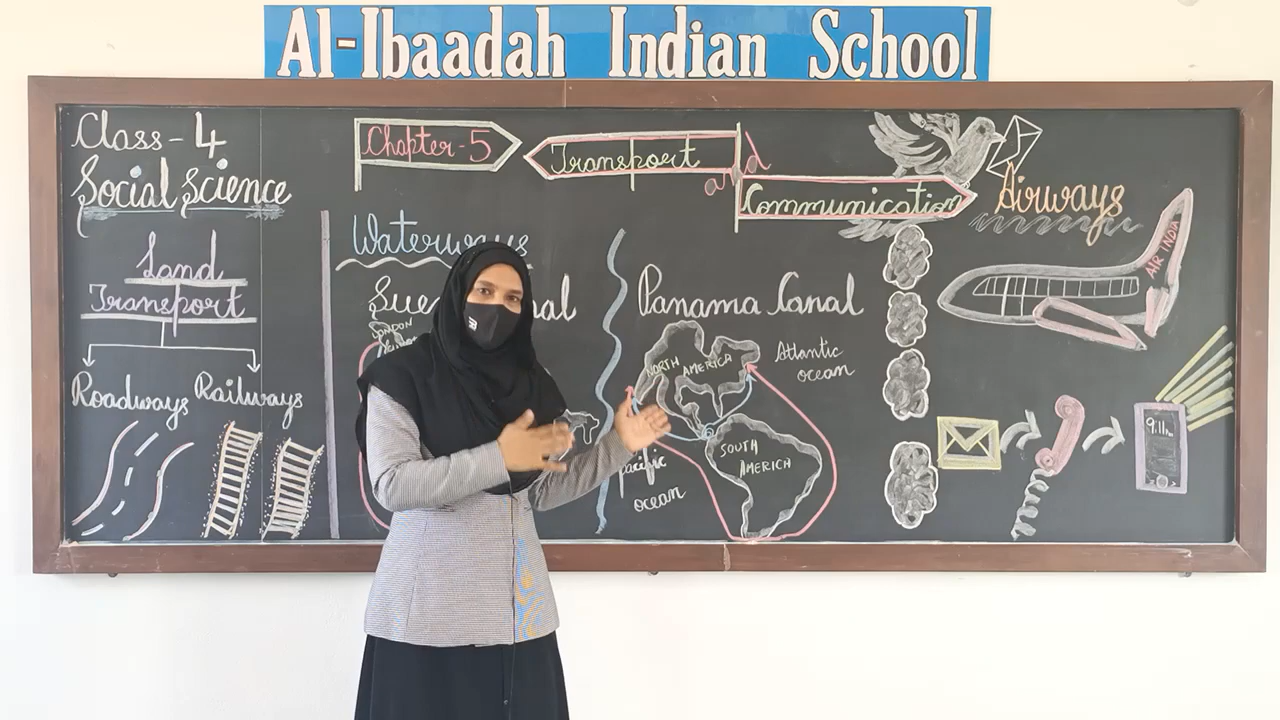 Al-Ibaadah Indian School
Class-4
Social Science
Chapter-5
Transport
and
Communication
Land
Transport
Roadways
Railways
Waterways
LONDON
Panama Canal
NORTH AMERICA
Atlantic
ocean
SOUTH
AMERICA
pacific
ocean
Airways
AIR INDIA